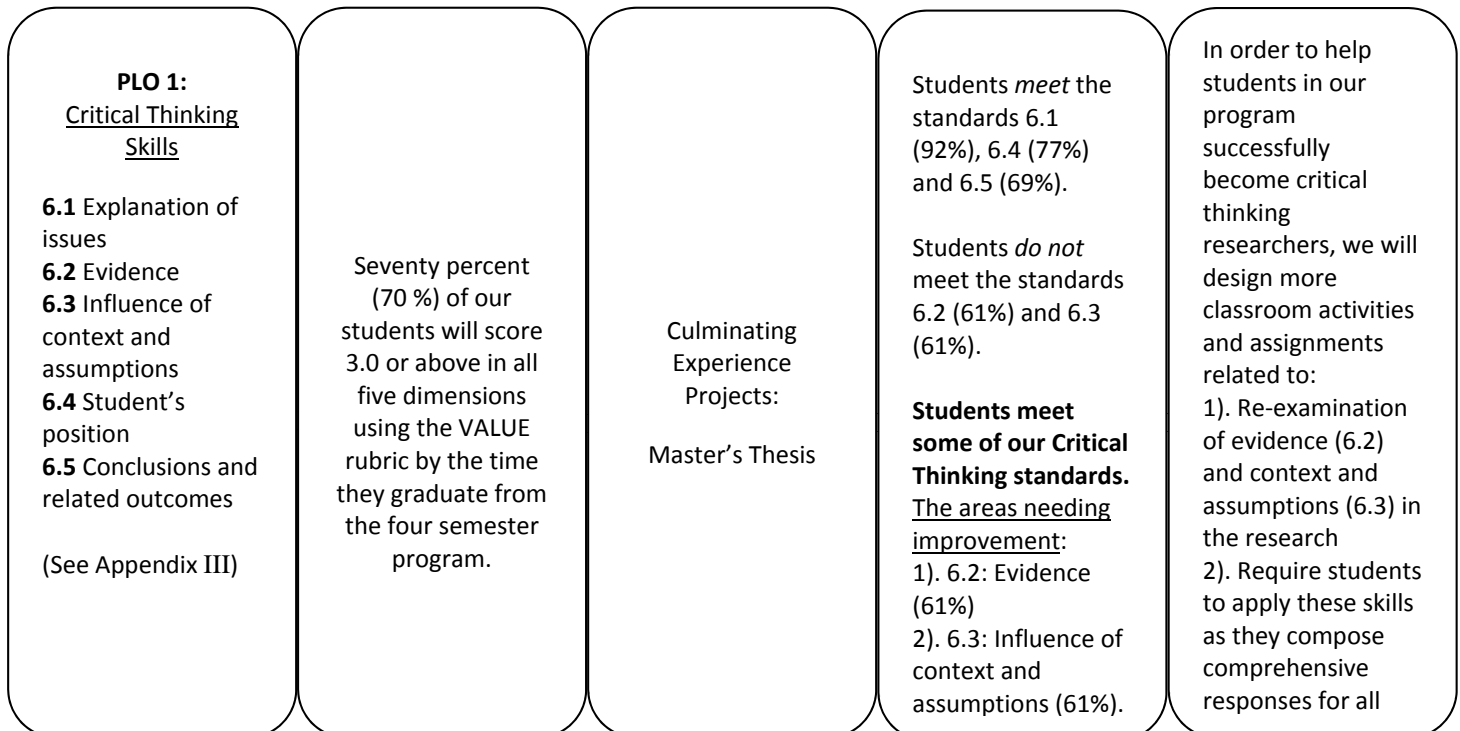 PLO 1:
Critical Thinking
Skills
6.1 Explanation of
issues
6.2 Evidence
6.3 Influence of
context and
assumptions
6.4 Student’s
position
6.5 Conclusions and
related outcomes
(See Appendix III)
Seventy percent
(70 %) of our
students will score
3.0 or above in all
five dimensions
using the VALUE
rubric by the time
they graduate from
the four semester
program.
Culminating
Experience
Projects:
Master’s Thesis
Students meet the
standards 6.1
(92%), 6.4 (77%)
and 6.5 (69%).
Students do not
meet the standards
6.2 (61%) and 6.3
(61%).
Students meet
some of our Critical
Thinking standards.
The areas needing
improvement:
1). 6.2: Evidence
(61%)
2). 6.3: Influence of
context and
assumptions (61%).
In order to help
students in our
program
successfully
become critical
thinking
researchers, we will
design more
classroom activities
and assignments
related to:
1). Re-examination
of evidence (6.2)
and context and
assumptions (6.3) in
the research
2). Require students
to apply these skills
as they compose
comprehensive
responses for all